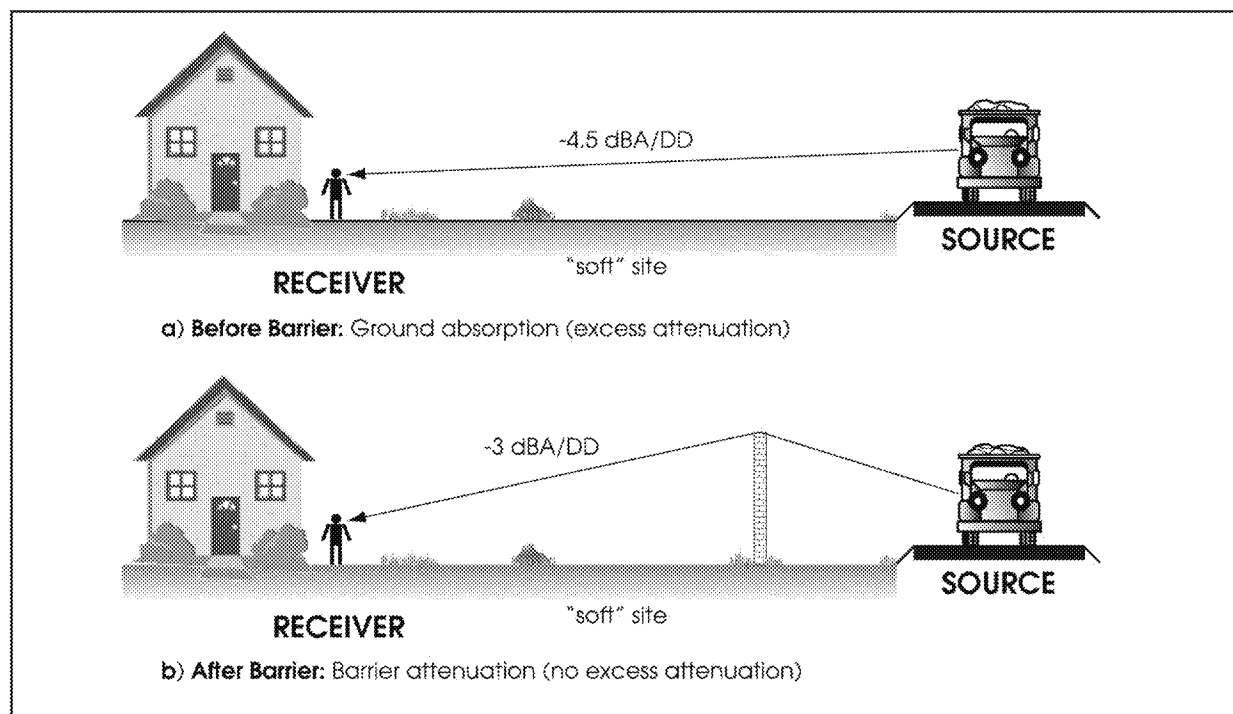 -4.5 dBA/DD
SOURCE
"soft" site
RECEIVER
a) Before Barrier: Ground absorption (excess attenuation)
-3 dBA/DD
SOURCE
"soft" site
RECEIVER
b) After Barrier: Barrier attenuation (no excess attenuation)